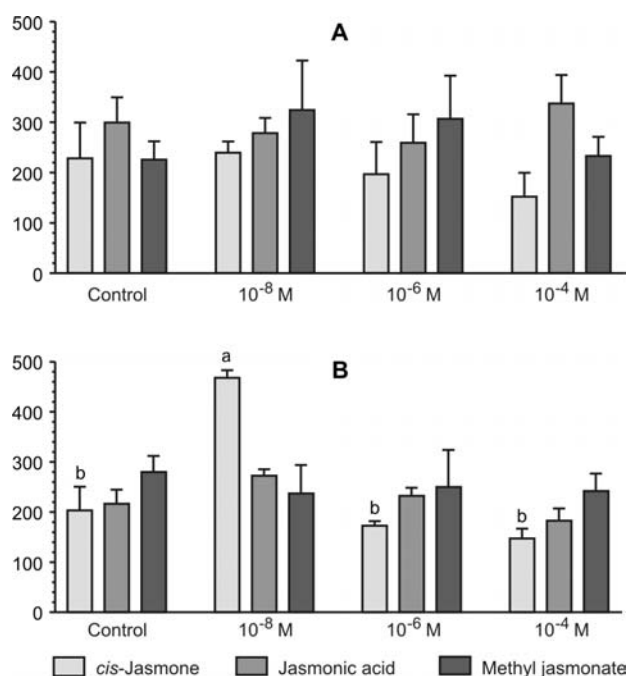 500
A
400
300
200
100
0
Control 10⁻⁸ M 10⁻⁶ M 10⁻⁴ M
500
a
B
400
300
b
200
b
b
100
0
Control 10⁻⁸ M 10⁻⁶ M 10⁻⁴ M
cis-Jasmone Jasmonic acid Methyl jasmonate